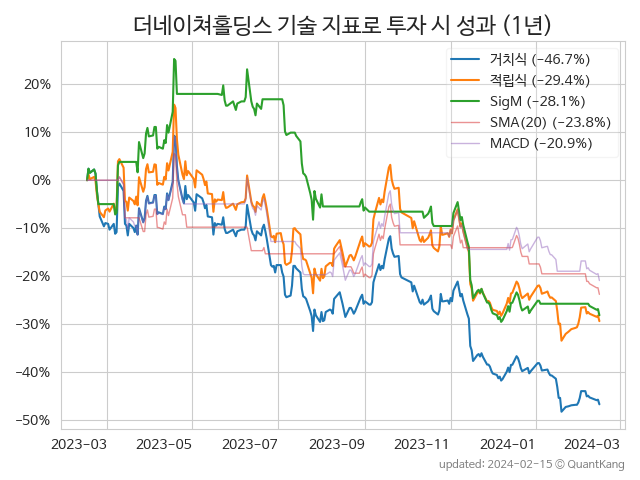 더네이쳐홀딩스 기술 지표로 투자 시 성과 (1년)
거치식 (−46.7%)
적립식 (−29.4%)
SigM (−28.1%)
SMA(20) (−23.8%)
MACD (−20.9%)
20%
10%
0%
−10%
−20%
−30%
−40%
−50%
2023-03 2023-05 2023-07 2023-09 2023-11 2024-01 2024-03
updated: 2024-02-15 © QuantKang